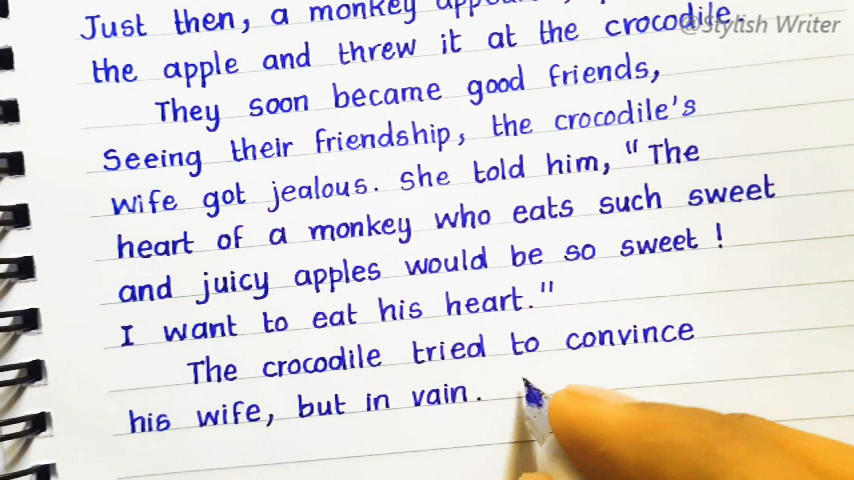 Just then, a monkey
@Stylish Writer
the apple and threw it at the crocodile.
They soon became good friends,
Seeing their friendship, the crocodile's
wife got jealous. She told him, "The
heart of a monkey who eats such sweet
and juicy apples would be so sweet !
I want to eat his heart."
The crocodile tried to convince
his wife, but in vain.